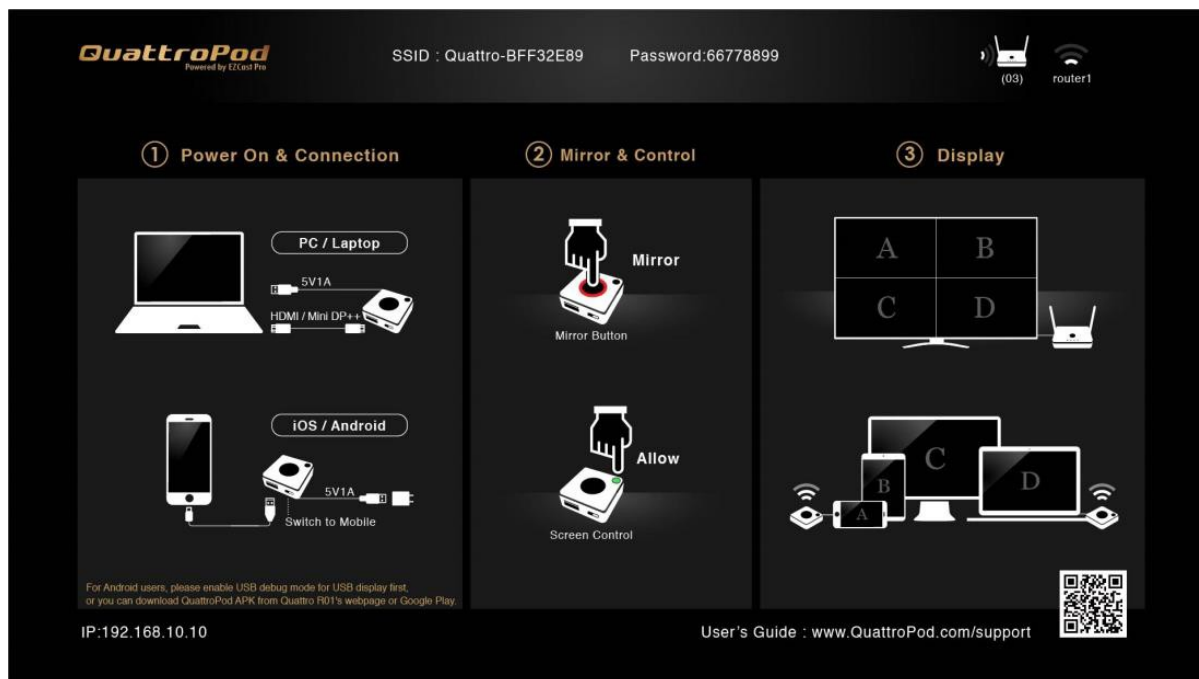 QuattroPod
Powered by EZCast Pro
SSID : Quattro-BFF32E89
Password:66778899
(03)
router1
1 Power On & Connection
2 Mirror & Control
3 Display
PC / Laptop
5V1A
HDMI / Mini DP++
iOS / Android
5V1A
Switch to Mobile
For Android users, please enable USB debug mode for USB display first,
or you can download QuattroPod APK from Quattro R01's webpage or Google Play.
Mirror
Mirror Button
Allow
Screen Control
A
B
C
D
C
B
D
A
IP:192.168.10.10
User's Guide : www.QuattroPod.com/support